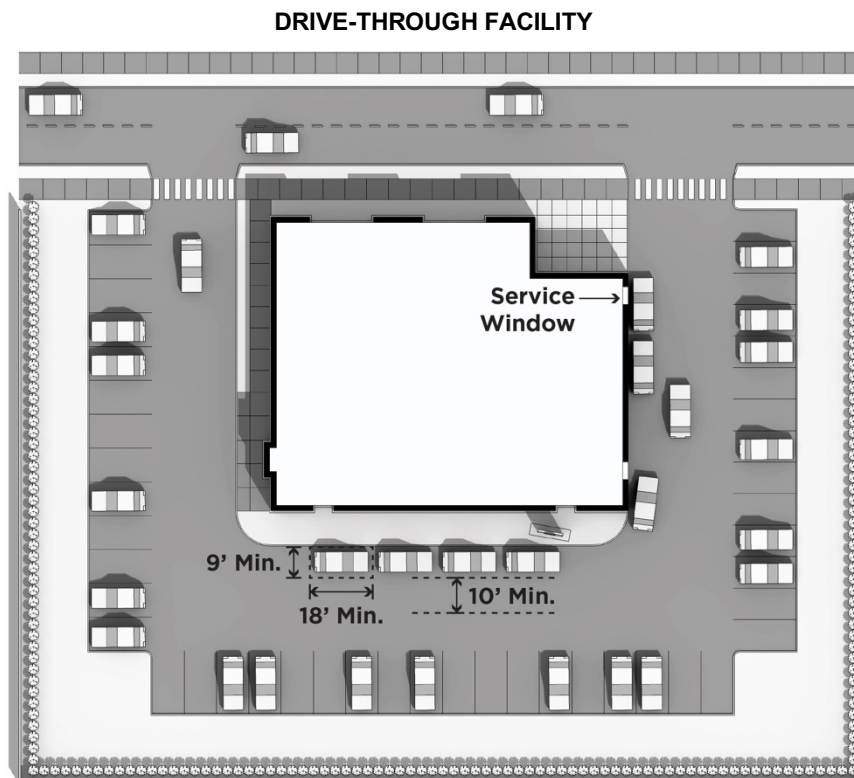 DRIVE-THROUGH FACILITY
Service
Window
9’ Min.
10’ Min.
18’ Min.